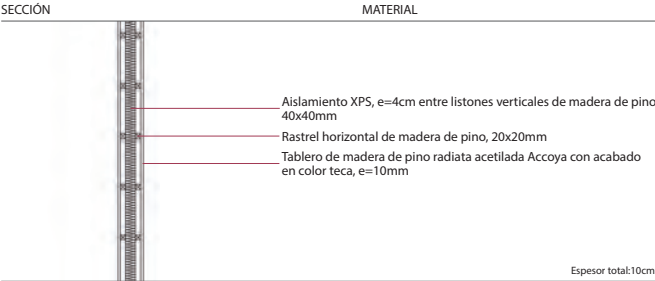 SECCIÓN
MATERIAL
Aislamiento XPS, e=4cm entre listones verticales de madera de pino
40x40mm
Rastrel horizontal de madera de pino, 20x20mm
Tablero de madera de pino radiata acetilada Accoya con acabado
en color teca, e=10mm
Espesor total:10cm